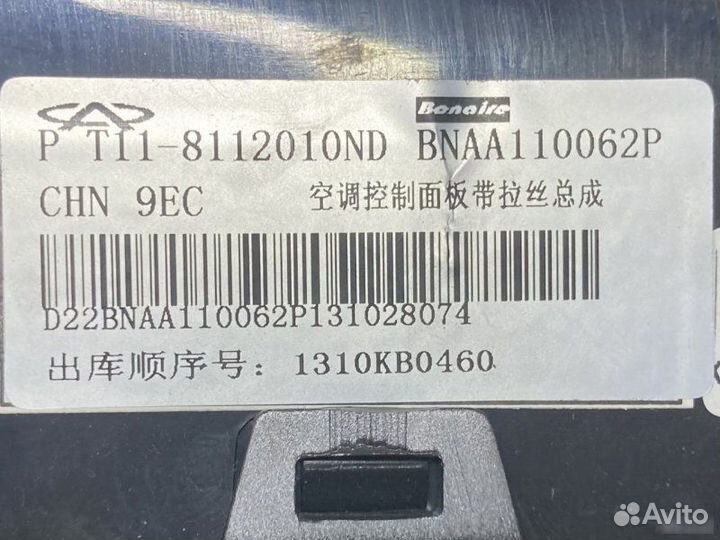 Bonaire
P T11-8112010ND BNAA110062P
CHN 9EC 空调控制面板带拉丝总成
D22BNAA110062P131028074
出库顺序号: 1310KB0460
Avito